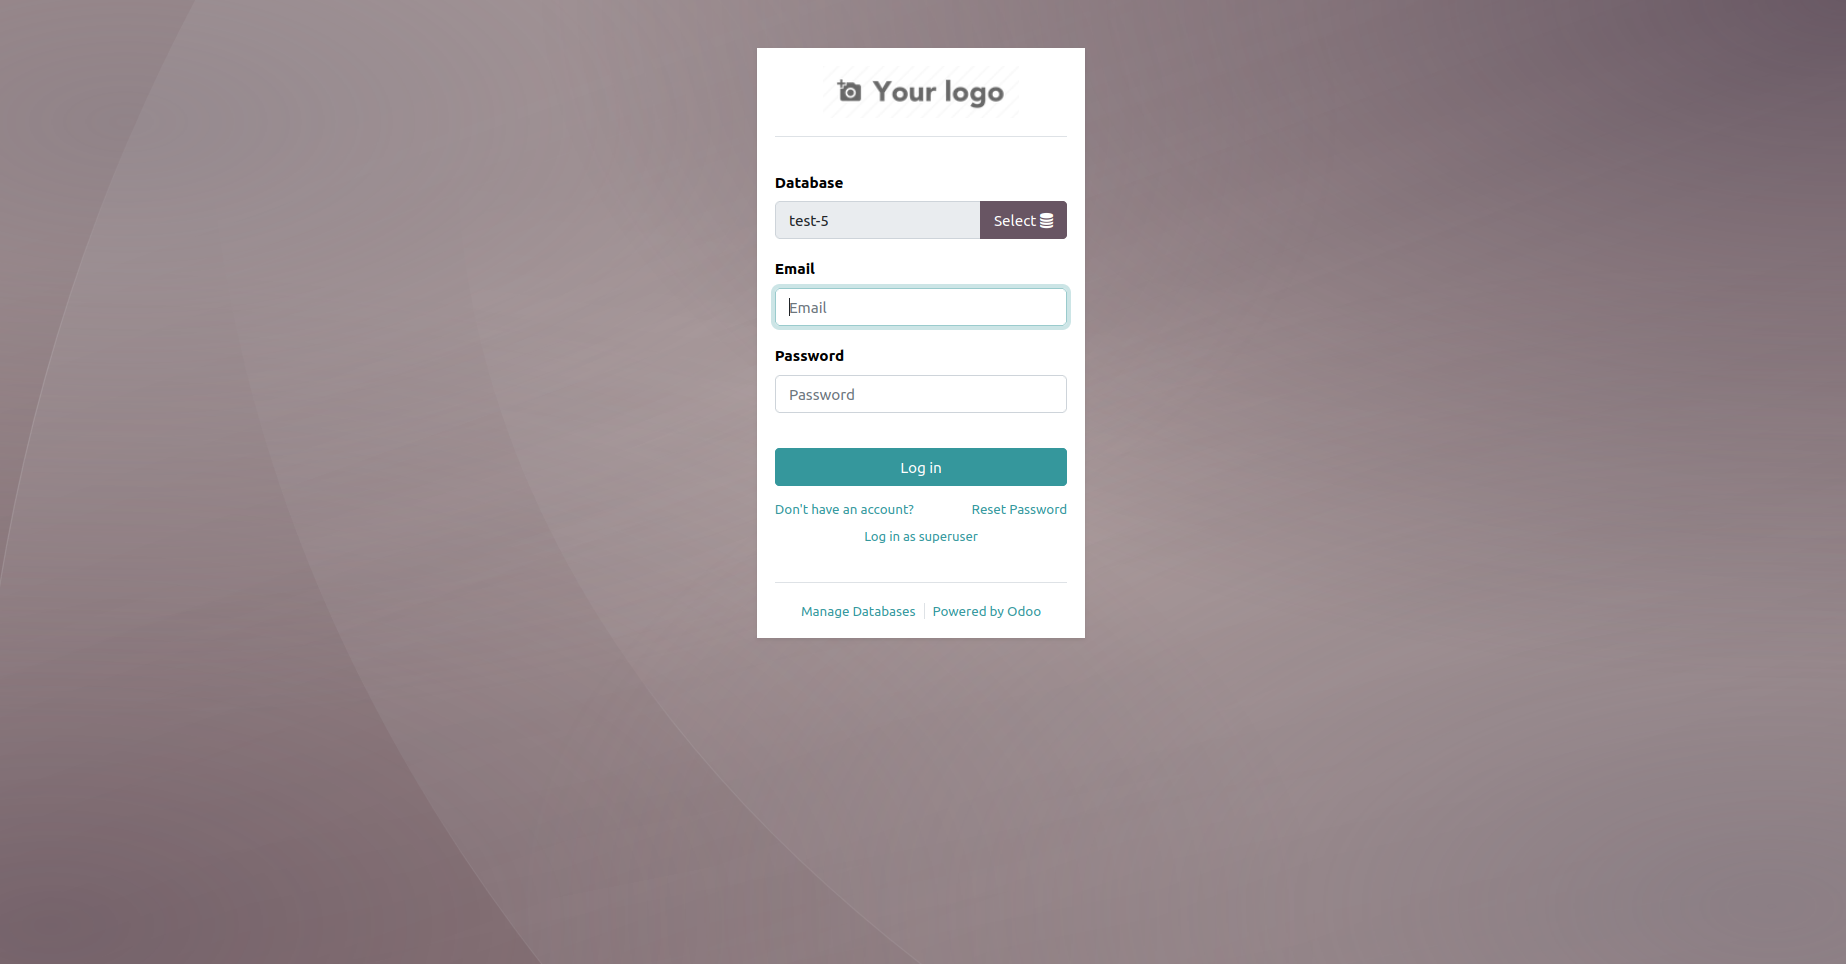 Your logo
Database
test-5
Select
Email
Email
Password
Password
Log in
Don't have an account? Reset Password
Log in as superuser
Manage Databases Powered by Odoo